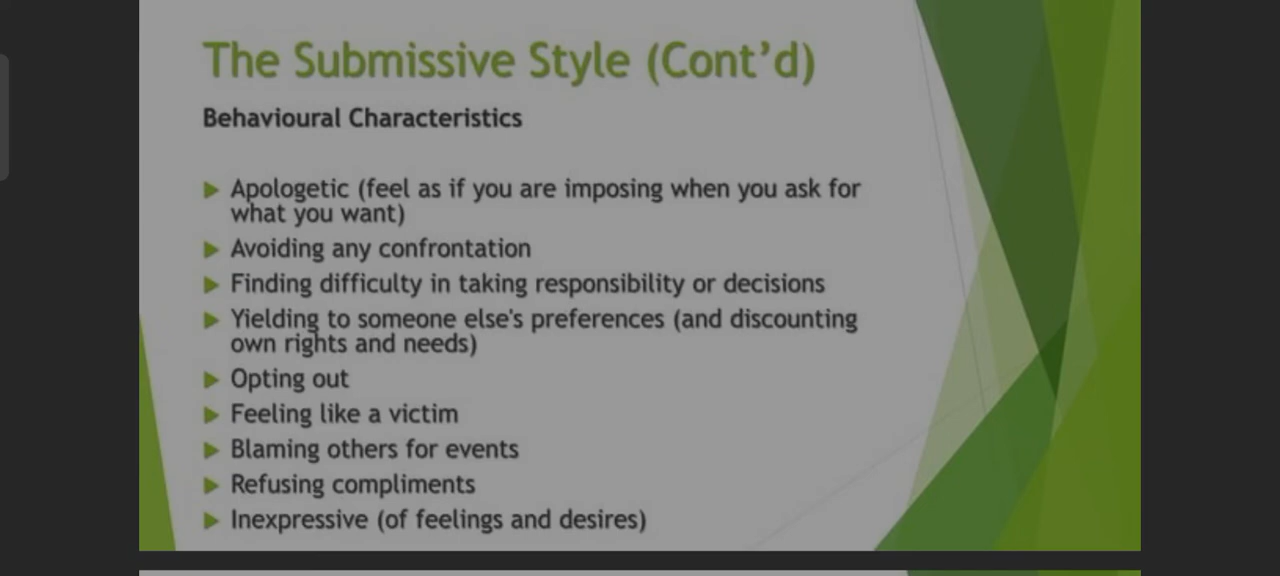 The Submissive Style (Cont’d)
Behavioural Characteristics
Apologetic (feel as if you are imposing when you ask for
what you want)
Avoiding any confrontation
Finding difficulty in taking responsibility or decisions
Yielding to someone else's preferences (and discounting
own rights and needs)
Opting out
Feeling like a victim
Blaming others for events
Refusing compliments
Inexpressive (of feelings and desires)